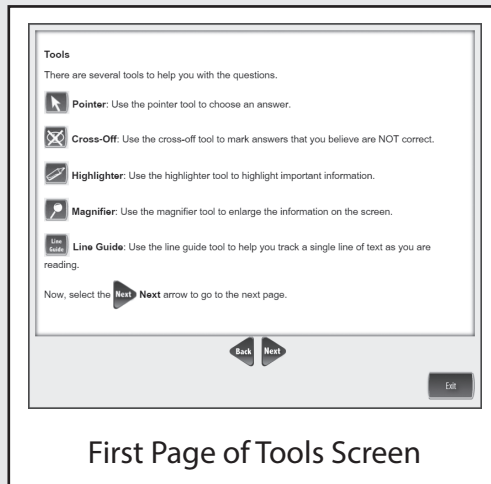 Tools
There are several tools to help you with the questions.
Pointer: Use the pointer tool to choose an answer.
Cross-Off: Use the cross-off tool to mark answers that you believe are NOT correct.
Highlighter: Use the highlighter tool to highlight important information.
Magnifier: Use the magnifier tool to enlarge the information on the screen.
Line Guide Line Guide: Use the line guide tool to help you track a single line of text as you are
reading.
Now, select the Next Next arrow to go to the next page.
Back Next
Exit
First Page of Tools Screen